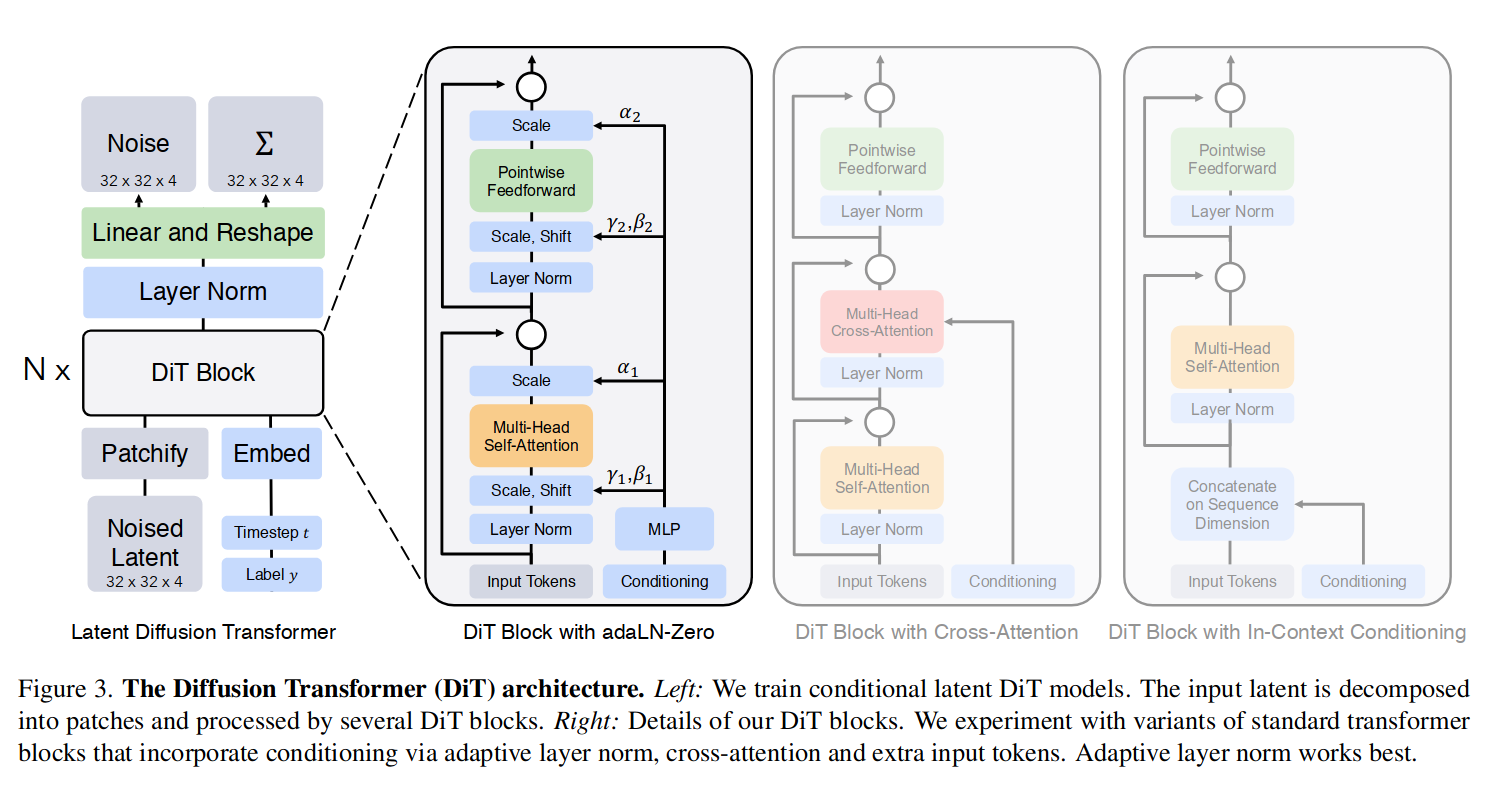 Noise
32 x 32 x 4
Σ
32 x 32 x 4
Linear and Reshape
Layer Norm
N x
DiT Block
Patchify
Embed
Noised
Latent
32 x 32 x 4
Timestep t
Label y
Latent Diffusion Transformer
α₂
Scale
Pointwise
Feedforward
γ₂,β₂
Scale, Shift
Layer Norm
α₁
Scale
Multi-Head
Self-Attention
γ₁,β₁
Scale, Shift
Layer Norm
MLP
Input Tokens
Conditioning
DiT Block with adaLN-Zero
Pointwise
Feedforward
Layer Norm
Multi-Head
Cross-Attention
Layer Norm
Multi-Head
Self-Attention
Layer Norm
Input Tokens
Conditioning
DiT Block with Cross-Attention
Pointwise
Feedforward
Layer Norm
Multi-Head
Self-Attention
Layer Norm
Concatenate
on Sequence
Dimension
Input Tokens
Conditioning
DiT Block with In-Context Conditioning
Figure 3. The Diffusion Transformer (DiT) architecture. Left: We train conditional latent DiT models. The input latent is decomposed
into patches and processed by several DiT blocks. Right: Details of our DiT blocks. We experiment with variants of standard transformer
blocks that incorporate conditioning via adaptive layer norm, cross-attention and extra input tokens. Adaptive layer norm works best.